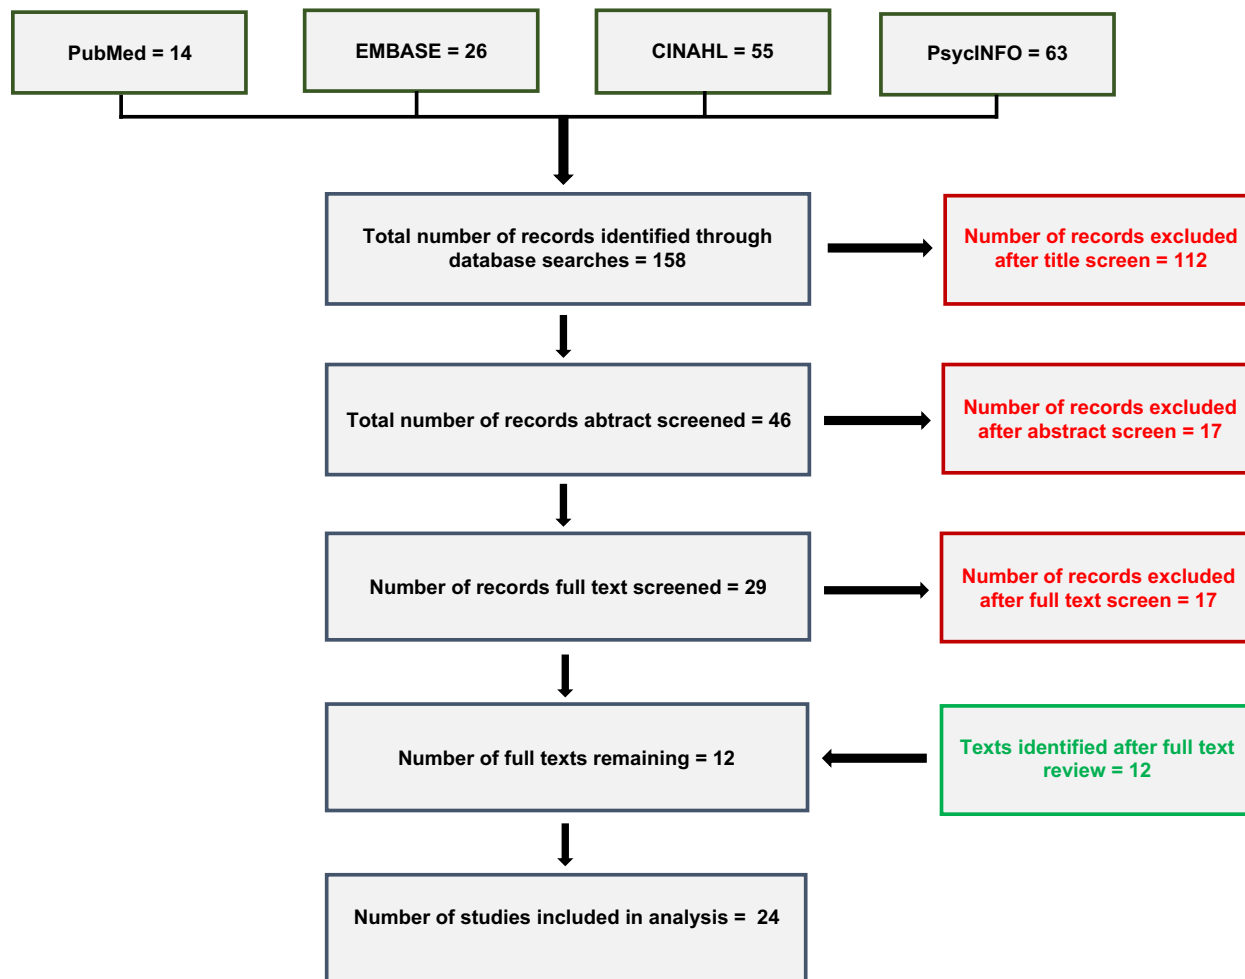 PubMed = 14
EMBASE = 26
CINAHL = 55
PsycINFO = 63
Total number of records identified through
database searches = 158
Number of records excluded
after title screen = 112
Total number of records abtract screened = 46
Number of records excluded
after abstract screen = 17
Number of records full text screened = 29
Number of records excluded
after full text screen = 17
Number of full texts remaining = 12
Texts identified after full text
review = 12
Number of studies included in analysis = 24